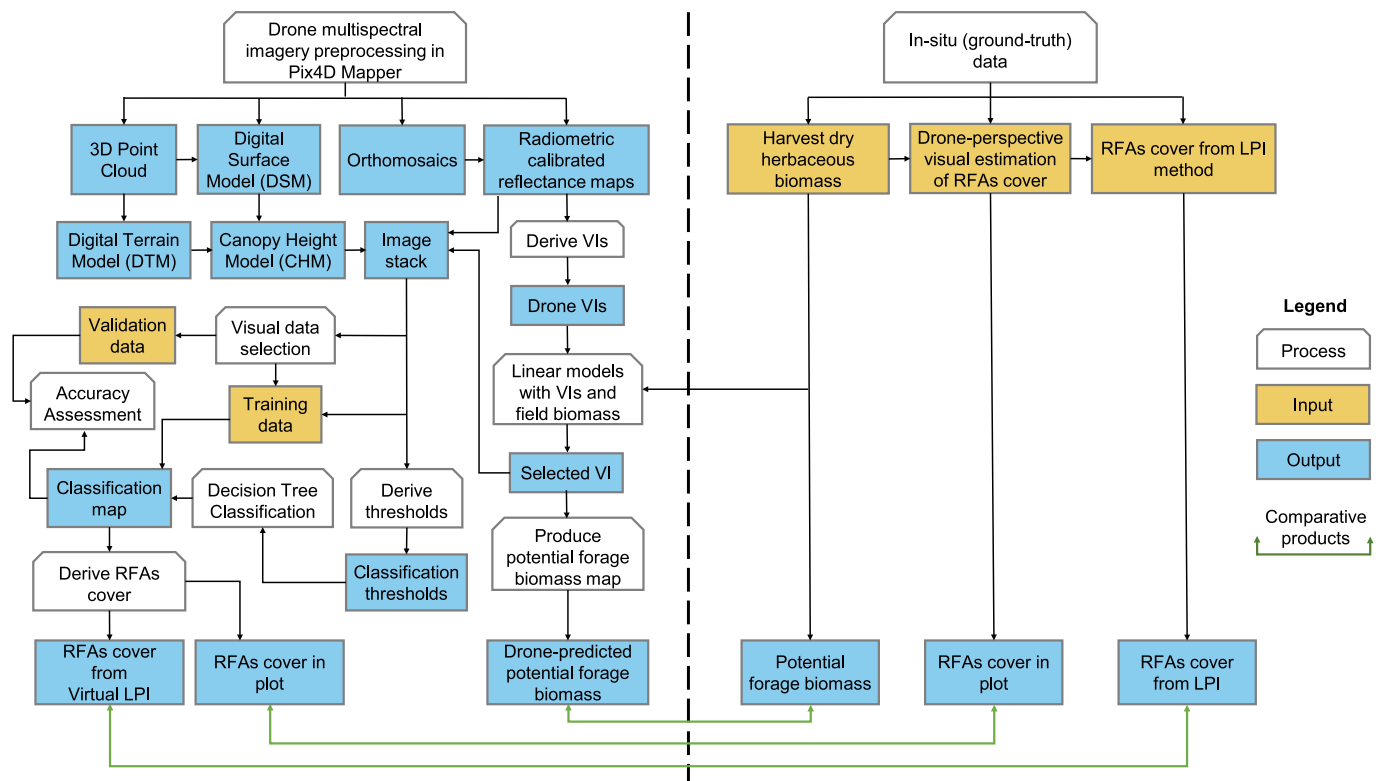 Drone multispectral
imagery preprocessing in
Pix4D Mapper
In-situ (ground-truth)
data
3D Point
Cloud
Digital
Surface
Model (DSM)
Orthomosaics
Radiometric
calibrated
reflectance maps
Harvest dry
herbaceous
biomass
Drone-perspective
visual estimation
of RFAs cover
RFAs cover from LPI
method
Digital Terrain
Model (DTM)
Canopy Height
Model (CHM)
Image
stack
Derive VIs
Drone VIs
Validation
data
Visual data
selection
Linear models
with VIs and
field biomass
Accuracy
Assessment
Training
data
Selected VI
Classification
map
Decision Tree
Classification
Derive
thresholds
Produce
potential forage
biomass map
Derive RFAs
cover
Classification
thresholds
RFAs cover
from
Virtual LPI
RFAs cover in
plot
Drone-predicted
potential forage
biomass
Potential
forage biomass
RFAs cover in
plot
RFAs cover
from LPI
Legend
Process
Input
Output
Comparative
products